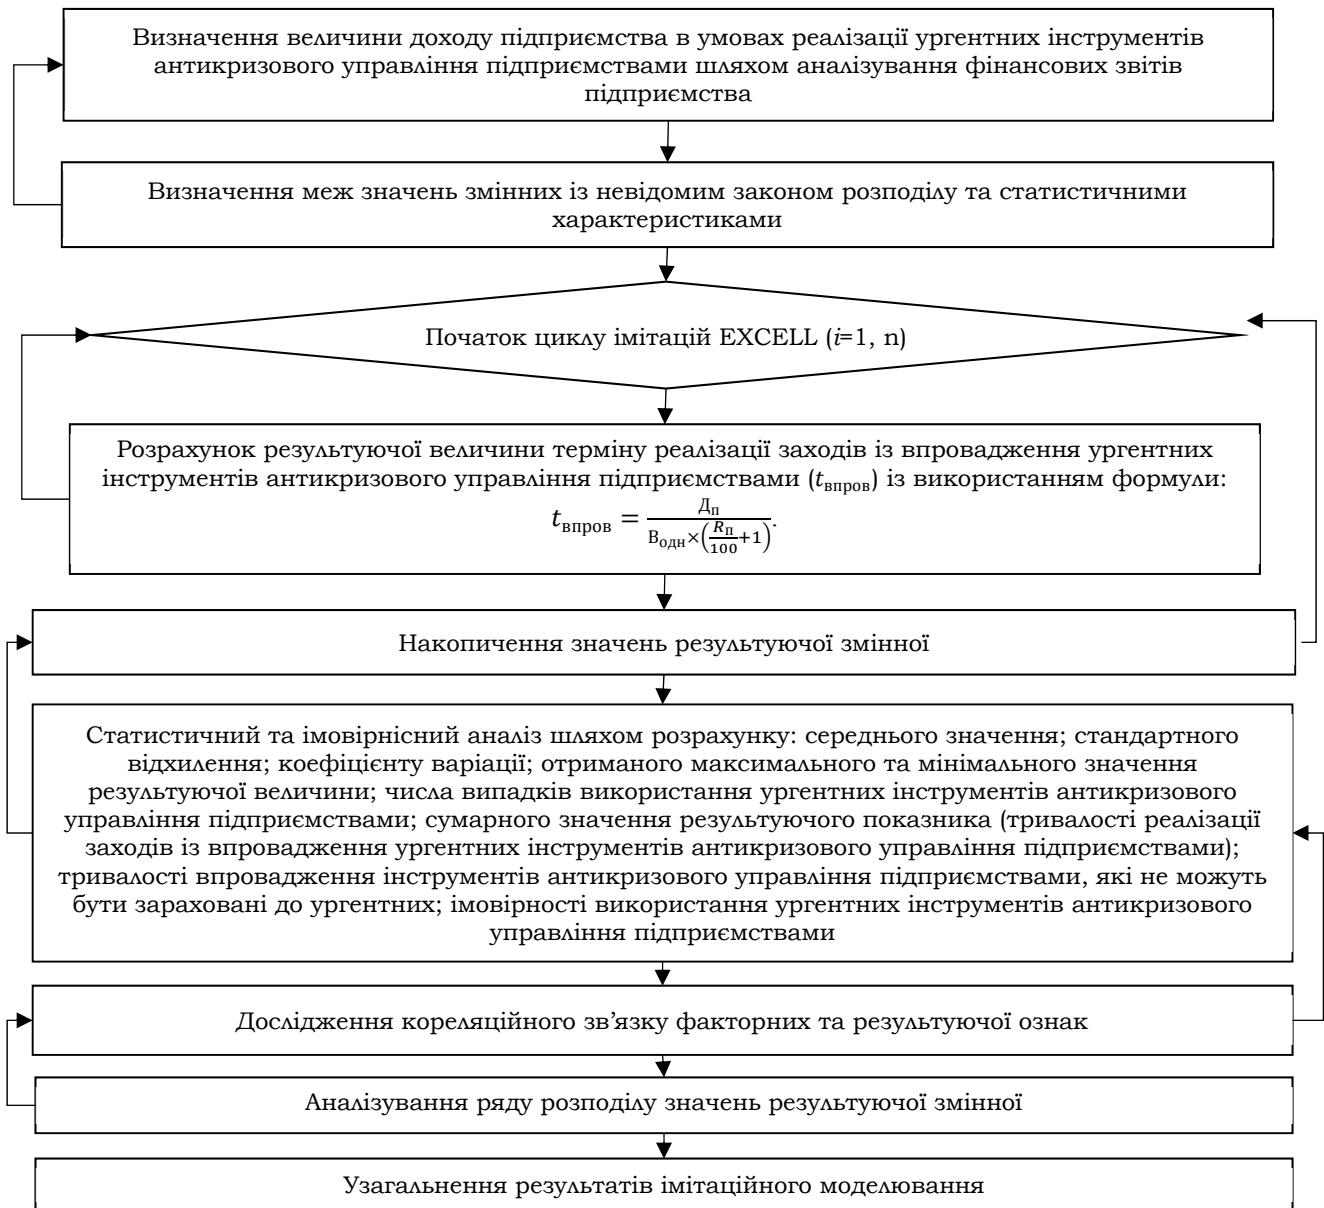 Визначення величини доходу підприємства в умовах реалізації ургентних інструментів
антикризового управління підприємствами шляхом аналізування фінансових звітів
підприємства
Визначення меж значень змінних із невідомим законом розподілу та статистичними
характеристиками
Початок циклу імітацій EXCELL (i=1, n)
Розрахунок результуючої величини терміну реалізації заходів із впровадження ургентних
інструментів антикризового управління підприємствами (t_впров) із використанням формули:
t_впров = Д_п / (В_одн × (R_п/100 + 1)).
Накопичення значень результуючої змінної
Статистичний та імовірнісний аналіз шляхом розрахунку: середнього значення; стандартного
відхилення; коефіцієнту варіації; отриманого максимального та мінімального значення
результуючої величини; числа випадків використання ургентних інструментів антикризового
управління підприємствами; сумарного значення результуючого показника (тривалості реалізації
заходів із впровадження ургентних інструментів антикризового управління підприємствами);
тривалості впровадження інструментів антикризового управління підприємствами, які не можуть
бути зараховані до ургентних; імовірності використання ургентних інструментів антикризового
управління підприємствами
Дослідження кореляційного зв’язку факторних та результуючої ознак
Аналізування ряду розподілу значень результуючої змінної
Узагальнення результатів імітаційного моделювання